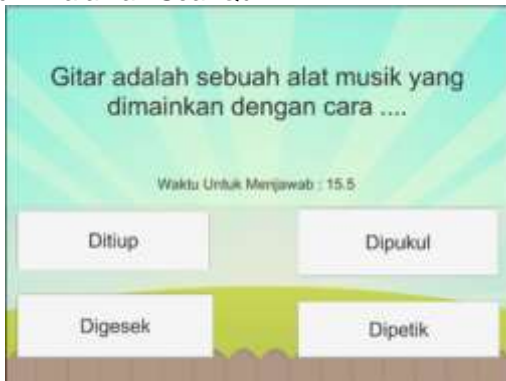 Gitar adalah sebuah alat musik yang
dimainkan dengan cara ....
Waktu Untuk Menjawab : 15.5
Ditiup
Dipukul
Digesek
Dipetik